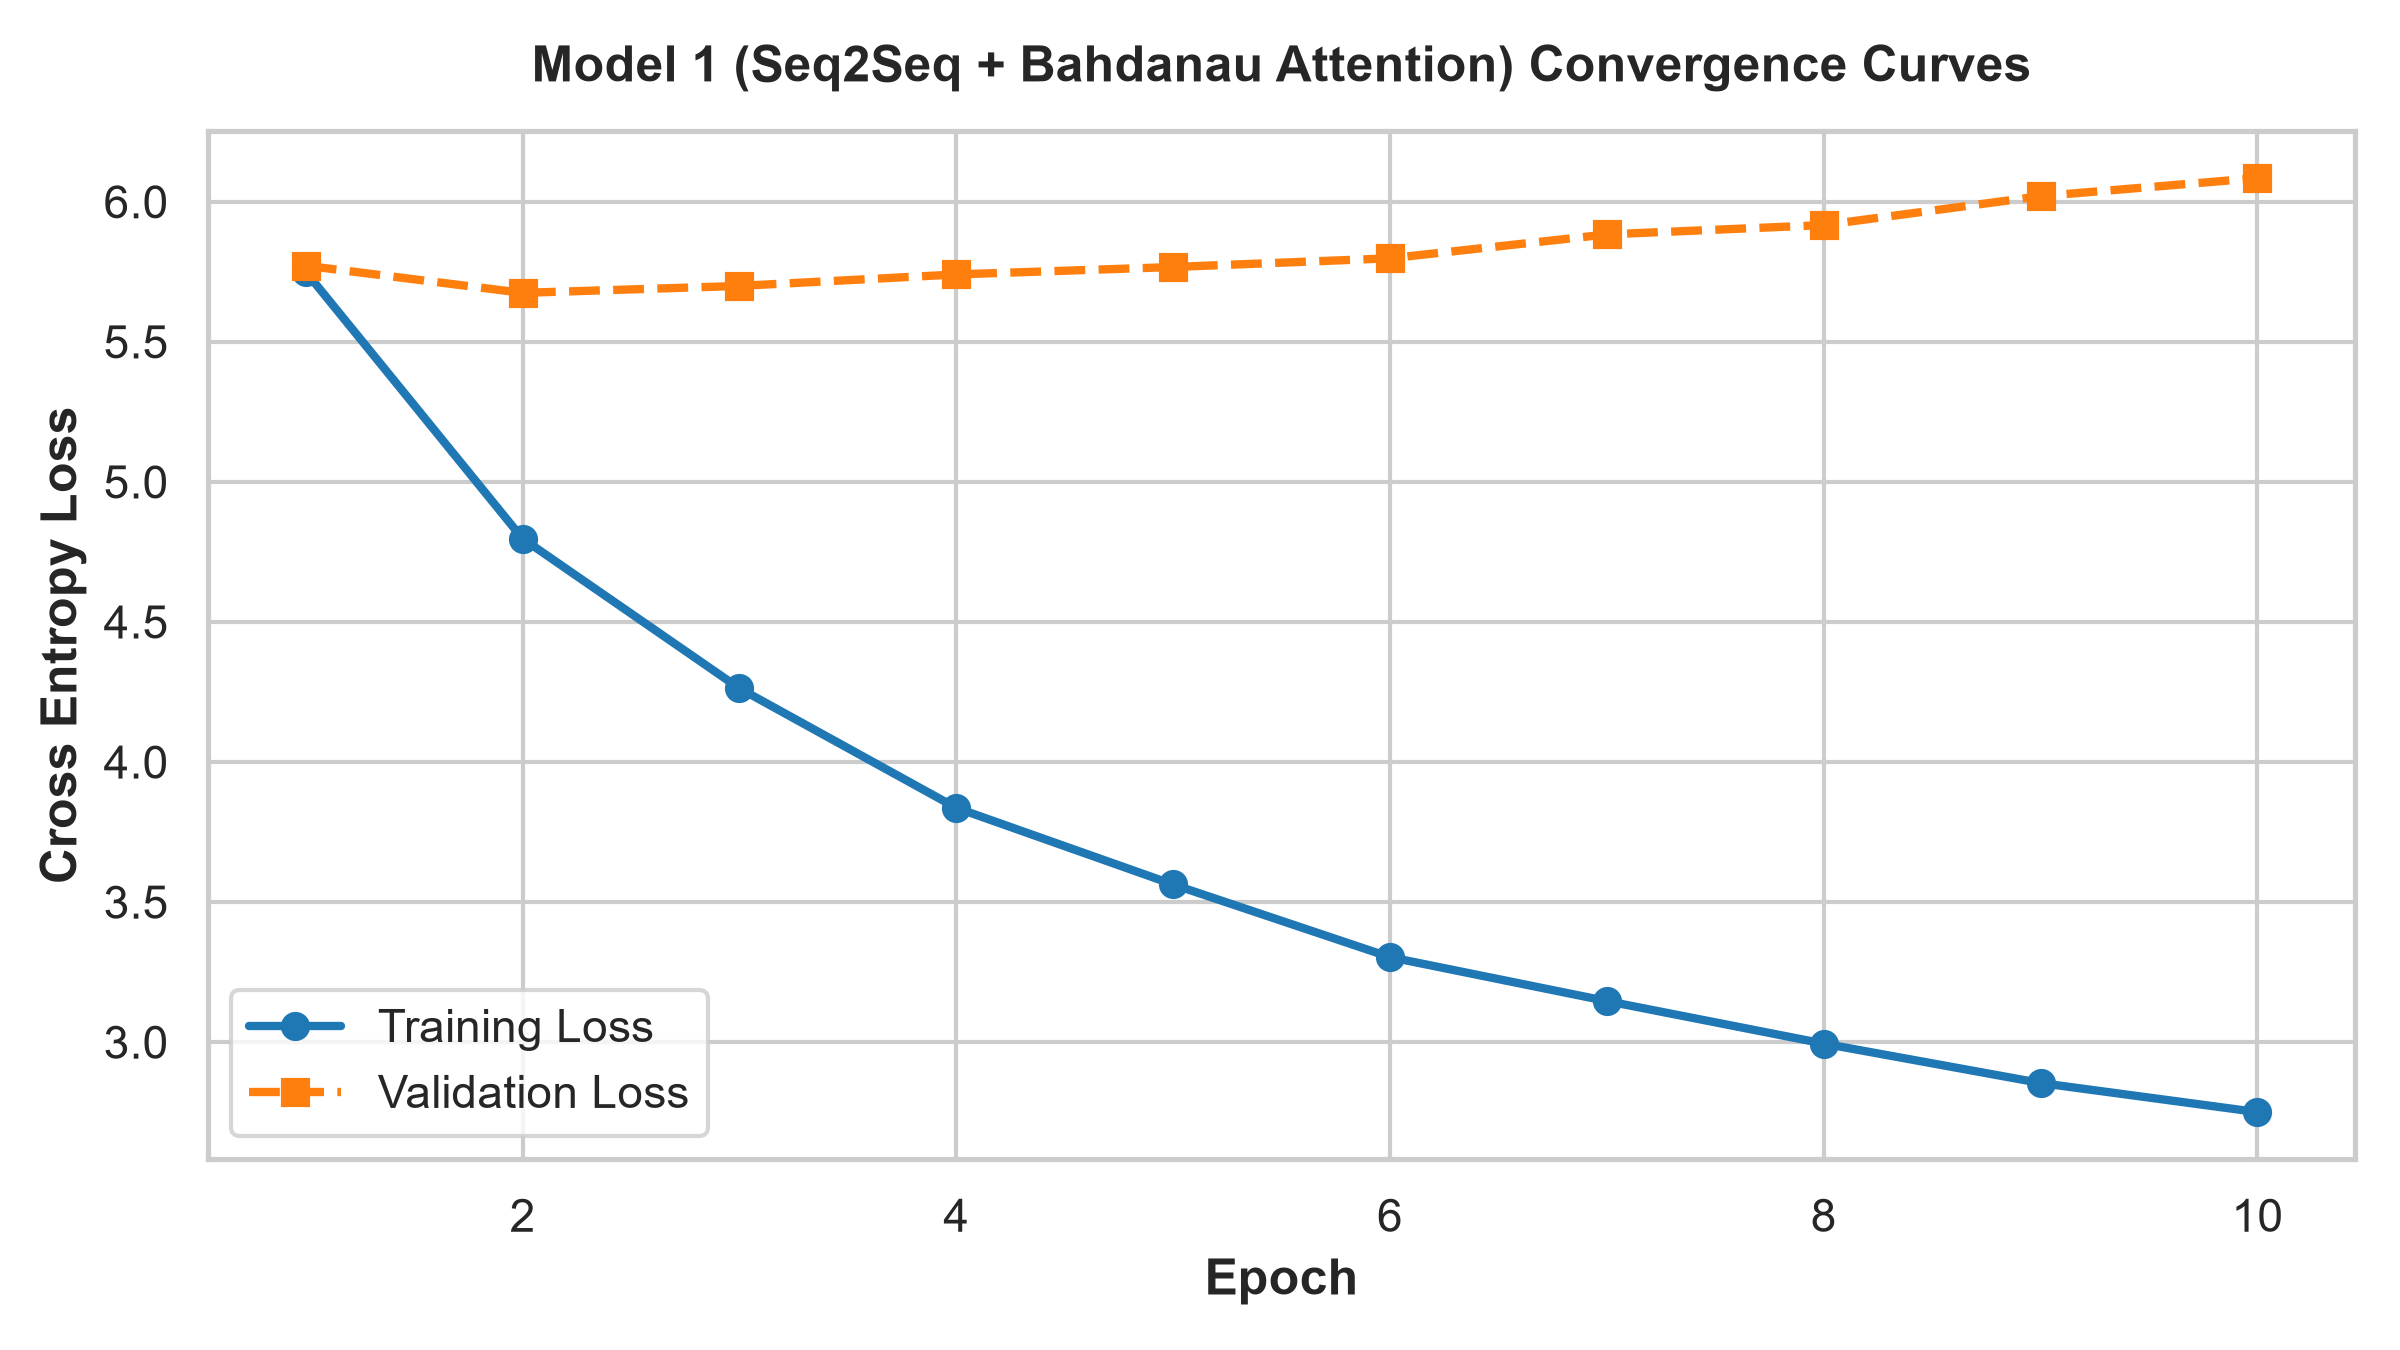 Model 1 (Seq2Seq + Bahdanau Attention) Convergence Curves
Cross Entropy Loss
6.0
5.5
5.0
4.5
4.0
3.5
3.0
Training Loss
Validation Loss
2 4 6 8 10
Epoch